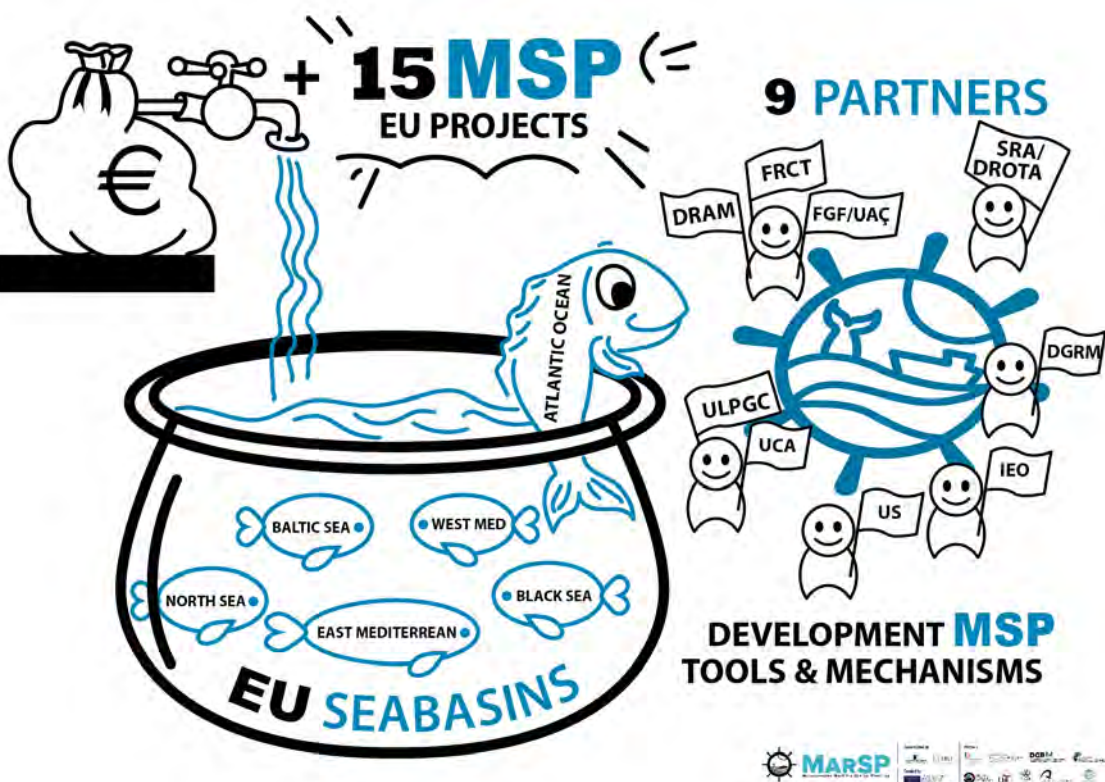 €
+ 15 MSP
EU PROJECTS
9 PARTNERS
FRCT
SRA/
DROTA
DRAM
FGF/UAÇ
DGRM
ULPGC
UCA
IEO
US
ATLANTIC OCEAN
BALTIC SEA
WEST MED
NORTH SEA
BLACK SEA
EAST MEDITERREAN
EU SEABASINS
DEVELOPMENT MSP
TOOLS & MECHANISMS
MARSP